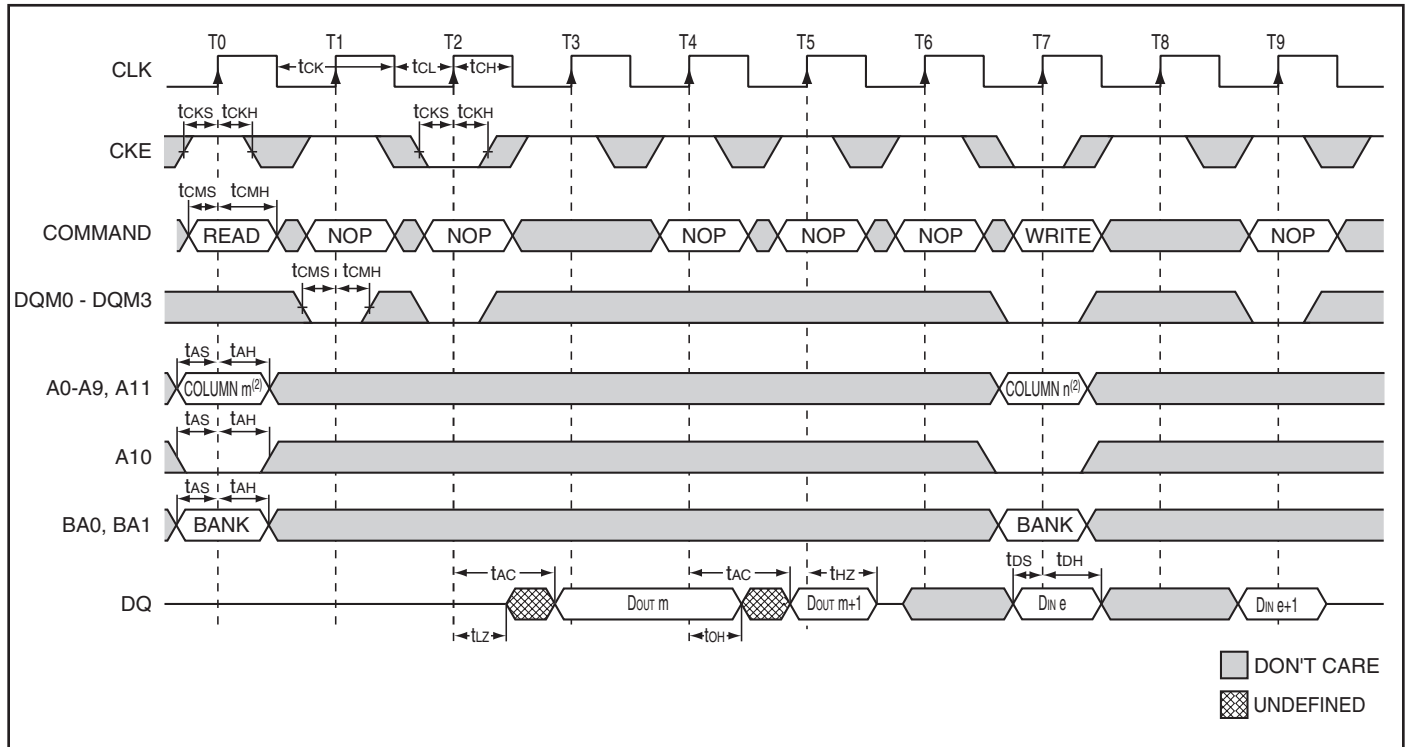 T0 T1 T2 T3 T4 T5 T6 T7 T8 T9
CLK
tCK tCL tCH
tCKS tCKH tCKS tCKH
CKE
tCMS tCMH
COMMAND READ NOP NOP NOP NOP NOP WRITE NOP
tCMS tCMH
DQM0 - DQM3
tAS tAH
A0-A9, A11 COLUMN m(2) COLUMN n(2)
tAS tAH
A10
tAS tAH
BA0, BA1 BANK BANK
tAC tAC tHZ tDS tDH
DQ DOUT m DOUT m+1 DIN e DIN e+1
tLZ tOH
DON'T CARE
UNDEFINED